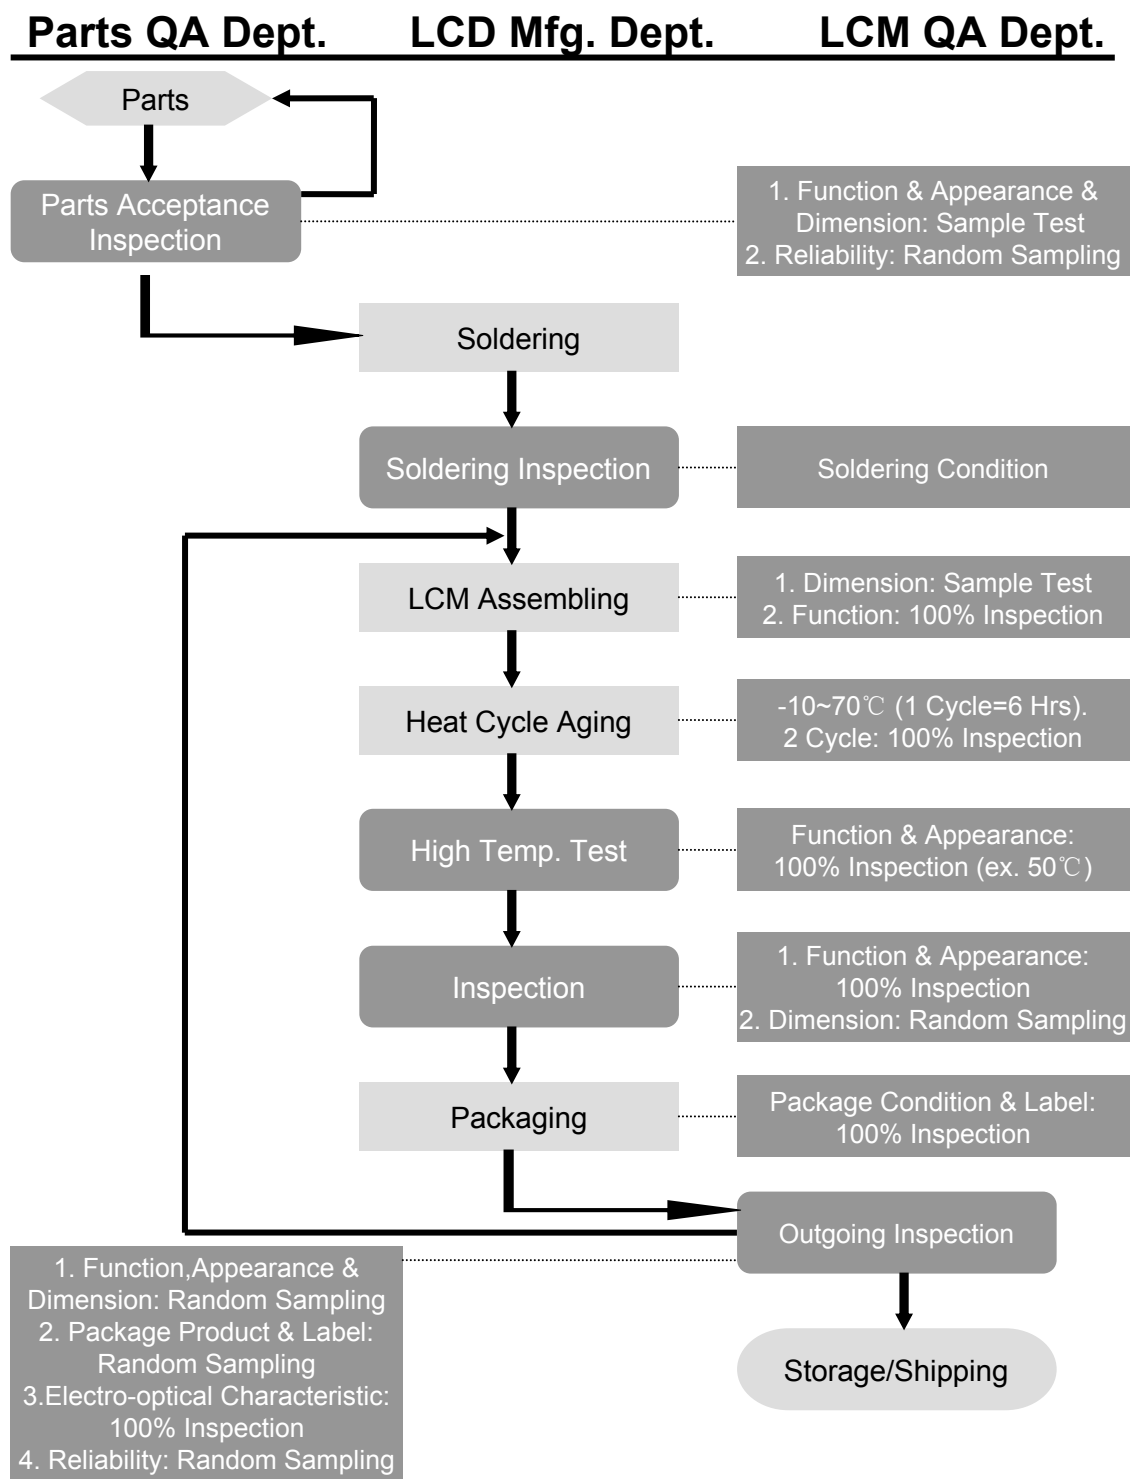 Parts QA Dept.
LCD Mfg. Dept.
LCM QA Dept.
Parts
Parts Acceptance
Inspection
1. Function & Appearance &
Dimension: Sample Test
2. Reliability: Random Sampling
Soldering
Soldering Inspection
Soldering Condition
LCM Assembling
1. Dimension: Sample Test
2. Function: 100% Inspection
Heat Cycle Aging
-10~70℃ (1 Cycle=6 Hrs).
2 Cycle: 100% Inspection
High Temp. Test
Function & Appearance:
100% Inspection (ex. 50℃)
Inspection
1. Function & Appearance:
100% Inspection
2. Dimension: Random Sampling
Packaging
Package Condition & Label:
100% Inspection
Outgoing Inspection
1. Function,Appearance &
Dimension: Random Sampling
2. Package Product & Label:
Random Sampling
3.Electro-optical Characteristic:
100% Inspection
4. Reliability: Random Sampling
Storage/Shipping